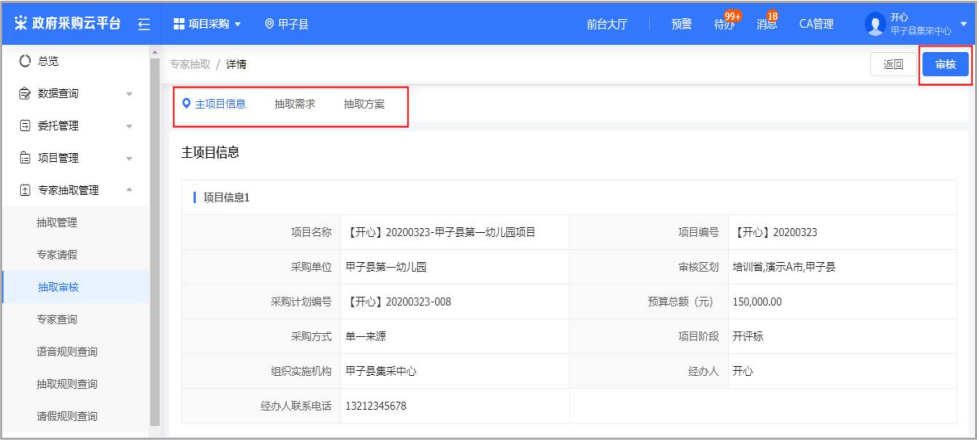 政府采购云平台 项目采购 甲子县 前台大厅 预警 待办 99+ 消息 18 CA管理 开心
甲子县集采中心
总览
专家抽取 / 详情 返回 审核
数据查询
主项目信息 抽取需求 抽取方案
委托管理
项目管理
主项目信息
专家抽取管理
项目信息1
抽取管理
项目名称 【开心】20200323-甲子县第一幼儿园项目 项目编号 【开心】20200323
专家请假
采购单位 甲子县第一幼儿园 审核区划 培训省,演示A市,甲子县
抽取审核
采购计划编号 【开心】20200323-008 预算总额（元） 150,000.00
专家查询
采购方式 单一来源 项目阶段 开评标
语音规则查询
组织实施机构 甲子县集采中心 经办人 开心
抽取规则查询
经办人联系电话 13212345678
请假规则查询